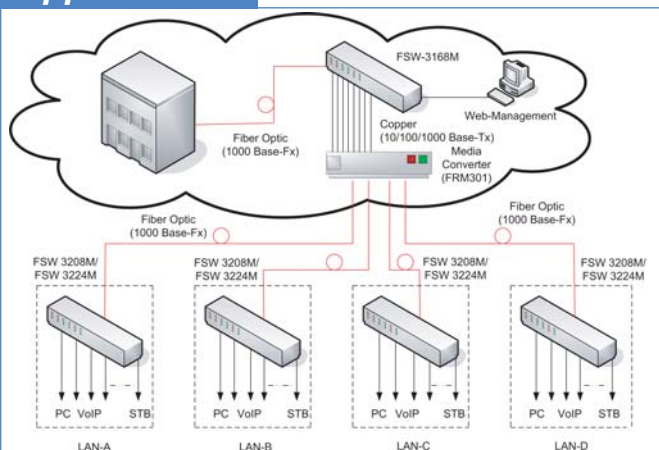 FSW-3168M
Web-Management
Fiber Optic
(1000 Base-Fx)
Copper
(10/100/1000 Base-Tx)
Media
Converter
(FRM301)
Fiber Optic
(1000 Base-Fx)
Fiber Optic
(1000 Base-Fx)
FSW 3208M/
FSW 3224M
FSW 3208M/
FSW 3224M
FSW 3208M/
FSW 3224M
FSW 3208M/
FSW 3224M
PC VoIP STB
PC VoIP STB
PC VoIP STB
PC VoIP STB
LAN-A
LAN-B
LAN-C
LAN-D